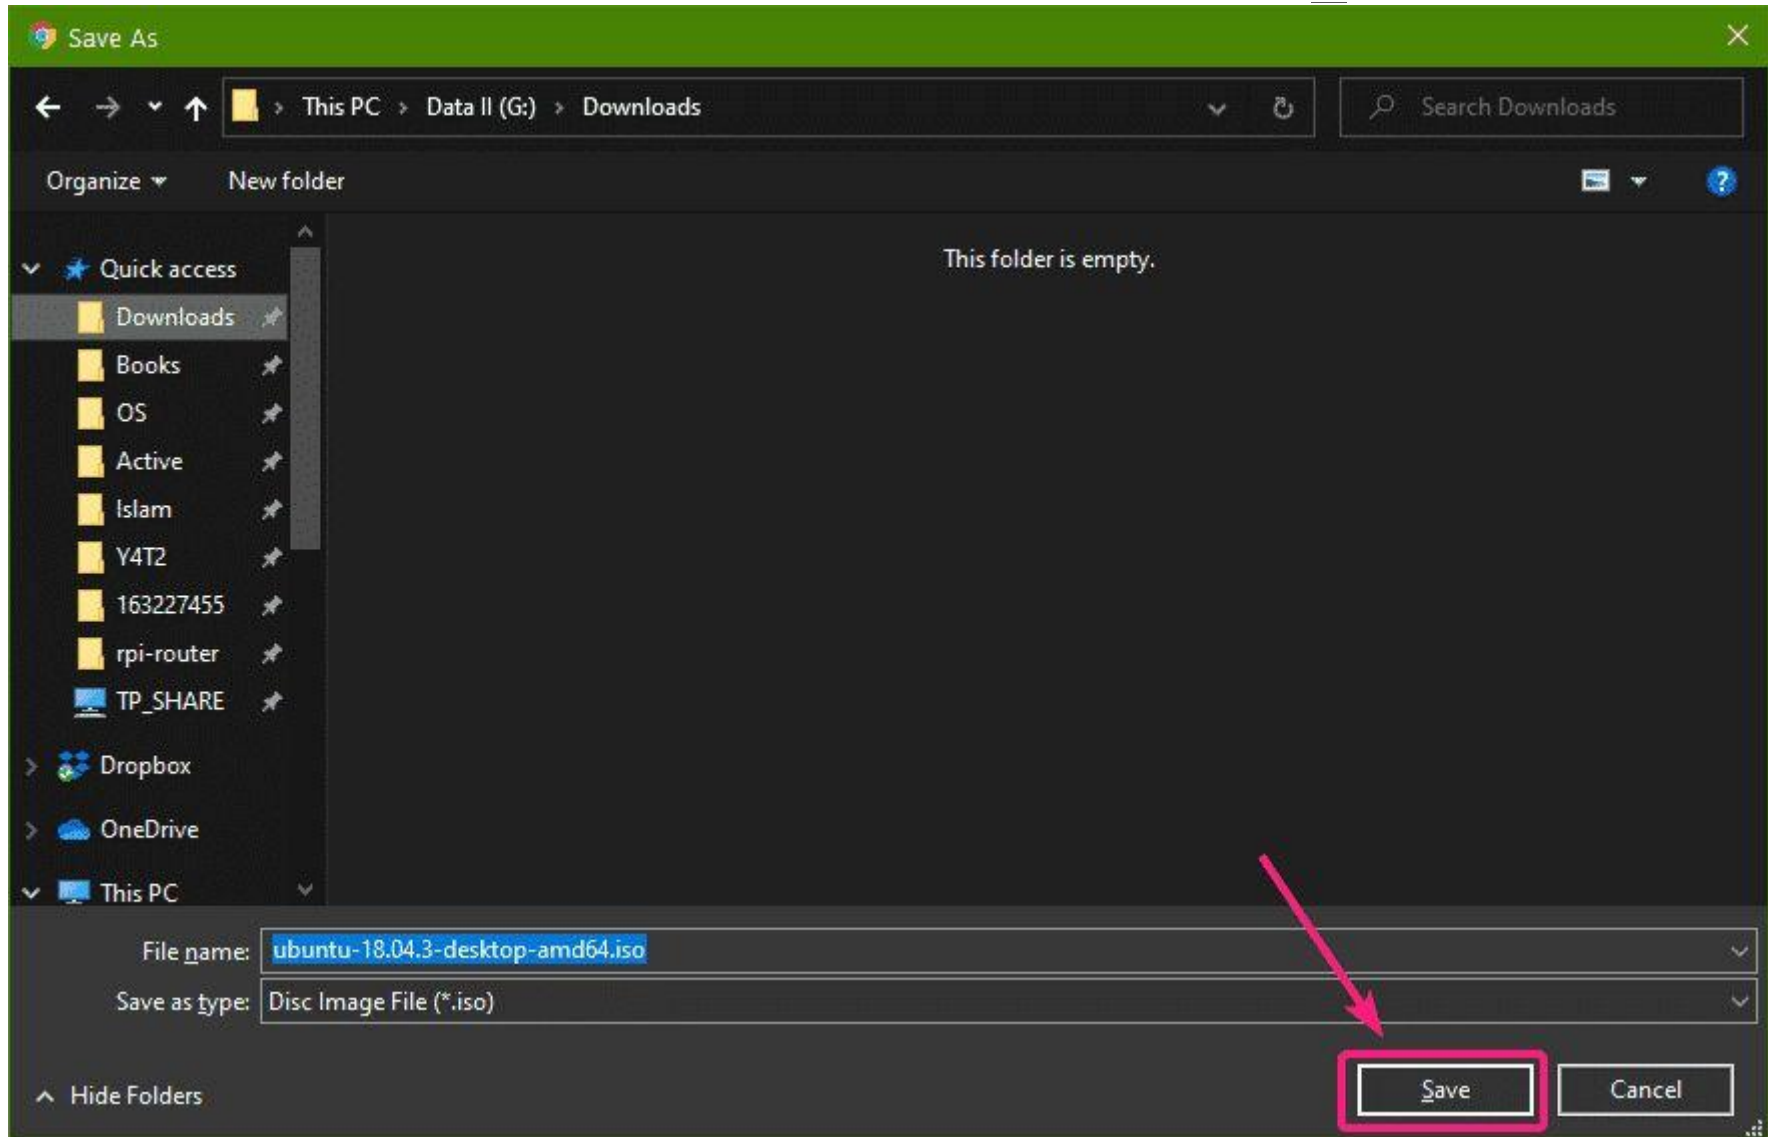 Save As
This PC > Data II (G:) > Downloads
Search Downloads
Organize
New folder
Quick access
Downloads
Books
OS
Active
Islam
Y4T2
163227455
rpi-router
TP_SHARE
Dropbox
OneDrive
This PC
This folder is empty.
File name: ubuntu-18.04.3-desktop-amd64.iso
Save as type: Disc Image File (*.iso)
Hide Folders
Save
Cancel